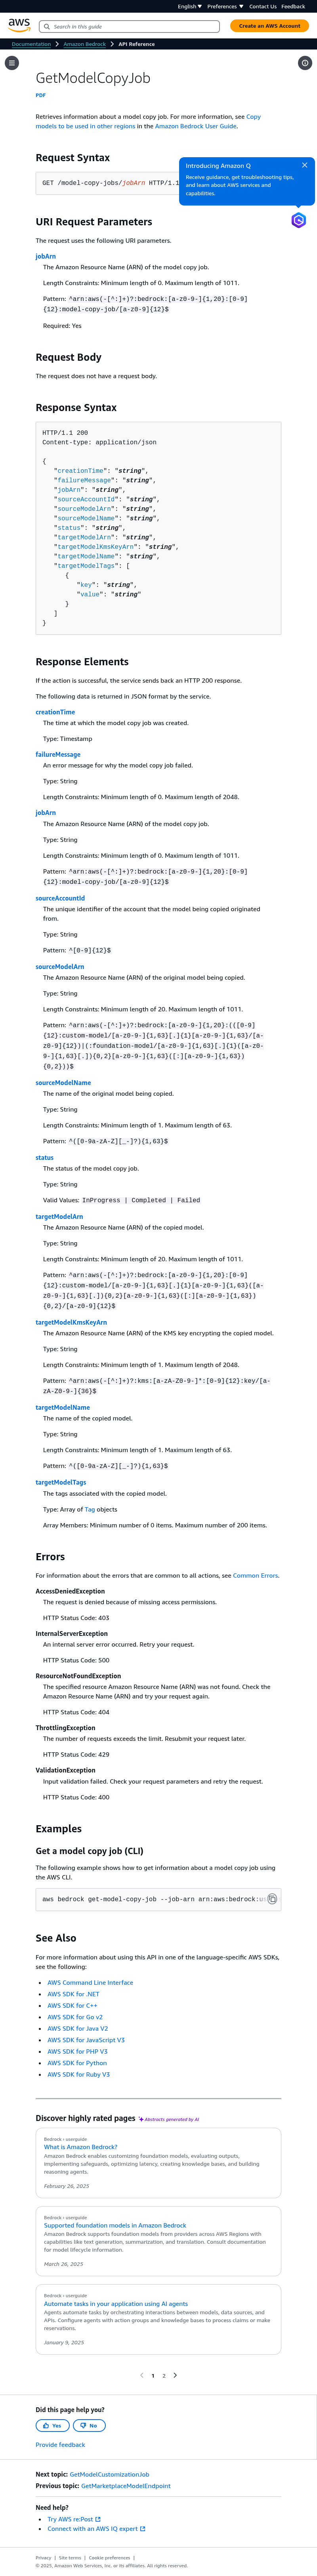 English
Preferences
Contact Us
Feedback
aws
Search in this guide
Create an AWS Account
Documentation
Amazon Bedrock
API Reference
GetModelCopyJob
PDF
Retrieves information about a model copy job. For more information, see Copy
models to be used in other regions in the Amazon Bedrock User Guide.
Introducing Amazon Q
Receive guidance, get troubleshooting tips,
and learn about AWS services and
capabilities.
Request Syntax
GET /model-copy-jobs/jobArn HTTP/1.1
URI Request Parameters
The request uses the following URI parameters.
jobArn
The Amazon Resource Name (ARN) of the model copy job.
Length Constraints: Minimum length of 0. Maximum length of 1011.
Pattern: ^arn:aws(-[^:]+)?:bedrock:[a-z0-9-]{1,20}:[0-9]
{12}:model-copy-job/[a-z0-9]{12}$
Required: Yes
Request Body
The request does not have a request body.
Response Syntax
HTTP/1.1 200
Content-type: application/json
{
"creationTime": "string",
"failureMessage": "string",
"jobArn": "string",
"sourceAccountId": "string",
"sourceModelArn": "string",
"sourceModelName": "string",
"status": "string",
"targetModelArn": "string",
"targetModelKmsKeyArn": "string",
"targetModelName": "string",
"targetModelTags": [
{
"key": "string",
"value": "string"
}
]
}
Response Elements
If the action is successful, the service sends back an HTTP 200 response.
The following data is returned in JSON format by the service.
creationTime
The time at which the model copy job was created.
Type: Timestamp
failureMessage
An error message for why the model copy job failed.
Type: String
Length Constraints: Minimum length of 0. Maximum length of 2048.
jobArn
The Amazon Resource Name (ARN) of the model copy job.
Type: String
Length Constraints: Minimum length of 0. Maximum length of 1011.
Pattern: ^arn:aws(-[^:]+)?:bedrock:[a-z0-9-]{1,20}:[0-9]
{12}:model-copy-job/[a-z0-9]{12}$
sourceAccountId
The unique identifier of the account that the model being copied originated
from.
Type: String
Pattern: ^[0-9]{12}$
sourceModelArn
The Amazon Resource Name (ARN) of the original model being copied.
Type: String
Length Constraints: Minimum length of 20. Maximum length of 1011.
Pattern: ^arn:aws(-[^:]+)?:bedrock:[a-z0-9-]{1,20}:(([0-9]
{12}:custom-model/[a-z0-9-]{1,63}[.]{1}[a-z0-9-]{1,63}/[a-
z0-9]{12})|(:foundation-model/[a-z0-9-]{1,63}[.]{1}([a-z0-
9-]{1,63}[.]){0,2}[a-z0-9-]{1,63}([:][a-z0-9-]{1,63})
{0,2}))$
sourceModelName
The name of the original model being copied.
Type: String
Length Constraints: Minimum length of 1. Maximum length of 63.
Pattern: ^([0-9a-zA-Z][_-]?){1,63}$
status
The status of the model copy job.
Type: String
Valid Values: InProgress | Completed | Failed
targetModelArn
The Amazon Resource Name (ARN) of the copied model.
Type: String
Length Constraints: Minimum length of 20. Maximum length of 1011.
Pattern: ^arn:aws(-[^:]+)?:bedrock:[a-z0-9-]{1,20}:[0-9]
{12}:custom-model/[a-z0-9-]{1,63}[.]{1}[a-z0-9-]{1,63}([a-
z0-9-]{1,63}[.]){0,2}[a-z0-9-]{1,63}([:][a-z0-9-]{1,63})
{0,2}/[a-z0-9]{12}$
targetModelKmsKeyArn
The Amazon Resource Name (ARN) of the KMS key encrypting the copied model.
Type: String
Length Constraints: Minimum length of 1. Maximum length of 2048.
Pattern: ^arn:aws(-[^:]+)?:kms:[a-zA-Z0-9-]*:[0-9]{12}:key/[a-
zA-Z0-9-]{36}$
targetModelName
The name of the copied model.
Type: String
Length Constraints: Minimum length of 1. Maximum length of 63.
Pattern: ^([0-9a-zA-Z][_-]?){1,63}$
targetModelTags
The tags associated with the copied model.
Type: Array of Tag objects
Array Members: Minimum number of 0 items. Maximum number of 200 items.
Errors
For information about the errors that are common to all actions, see Common Errors.
AccessDeniedException
The request is denied because of missing access permissions.
HTTP Status Code: 403
InternalServerException
An internal server error occurred. Retry your request.
HTTP Status Code: 500
ResourceNotFoundException
The specified resource Amazon Resource Name (ARN) was not found. Check the
Amazon Resource Name (ARN) and try your request again.
HTTP Status Code: 404
ThrottlingException
The number of requests exceeds the limit. Resubmit your request later.
HTTP Status Code: 429
ValidationException
Input validation failed. Check your request parameters and retry the request.
HTTP Status Code: 400
Examples
Get a model copy job (CLI)
The following example shows how to get information about a model copy job using
the AWS CLI.
aws bedrock get-model-copy-job --job-arn arn:aws:bedrock:us
See Also
For more information about using this API in one of the language-specific AWS SDKs,
see the following:
AWS Command Line Interface
AWS SDK for .NET
AWS SDK for C++
AWS SDK for Go v2
AWS SDK for Java V2
AWS SDK for JavaScript V3
AWS SDK for PHP V3
AWS SDK for Python
AWS SDK for Ruby V3
Discover highly rated pages
Abstracts generated by AI
Bedrock › userguide
What is Amazon Bedrock?
Amazon Bedrock enables customizing foundation models, evaluating outputs,
implementing safeguards, optimizing latency, creating knowledge bases, and building
reasoning agents.
February 26, 2025
Bedrock › userguide
Supported foundation models in Amazon Bedrock
Amazon Bedrock supports foundation models from providers across AWS Regions with
capabilities like text generation, summarization, and translation. Consult documentation
for model lifecycle information.
March 26, 2025
Bedrock › userguide
Automate tasks in your application using AI agents
Agents automate tasks by orchestrating interactions between models, data sources, and
APIs. Configure agents with action groups and knowledge bases to process claims or make
reservations.
January 9, 2025
1 2
Did this page help you?
Yes
No
Provide feedback
Next topic: GetModelCustomizationJob
Previous topic: GetMarketplaceModelEndpoint
Need help?
Try AWS re:Post
Connect with an AWS IQ expert
Privacy | Site terms | Cookie preferences |
© 2025, Amazon Web Services, Inc. or its affiliates. All rights reserved.